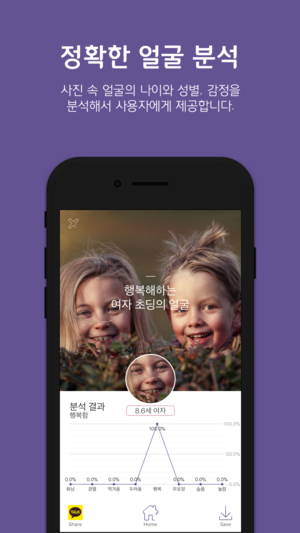 정확한 얼굴 분석
사진 속 얼굴의 나이와 성별, 감정을
분석해서 사용자에게 제공합니다.
행복해하는
여자 초딩의 얼굴
분석 결과
행복함
8.6세 여자
100.0%
100.0%
50.0%
0.0% 0.0% 0.0% 0.0% 0.0% 0.0% 0.0% 0.0%
화남 경멸 역겨움 두려움 행복 무표정 슬픔 놀람
TALK
Share Home Save